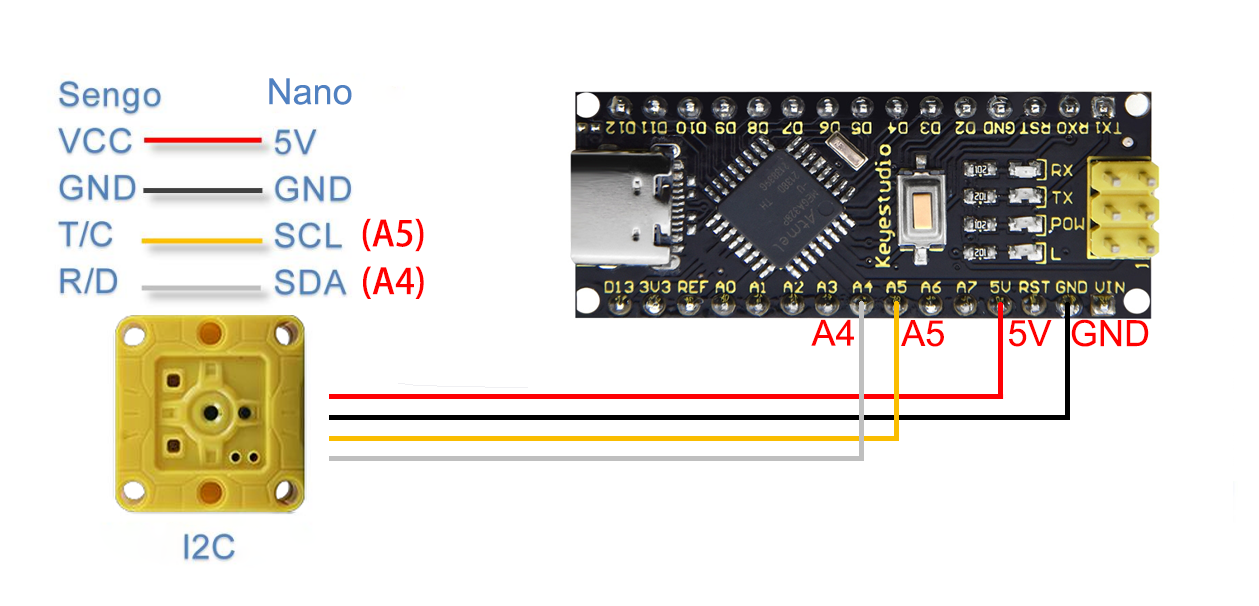 Sengo Nano
VCC 5V
GND GND
T/C SCL (A5)
R/D SDA (A4)
I2C
D12 D11 D10 D9 D8 D7 D6 D5 D4 D3 D2 GND RST RX0 TX1
Keyestudio
RX
TX
POW
L
1
D13 3V3 REF A0 A1 A2 A3 A4 A5 A6 A7 5V RST GND VIN
A4 A5 5V GND